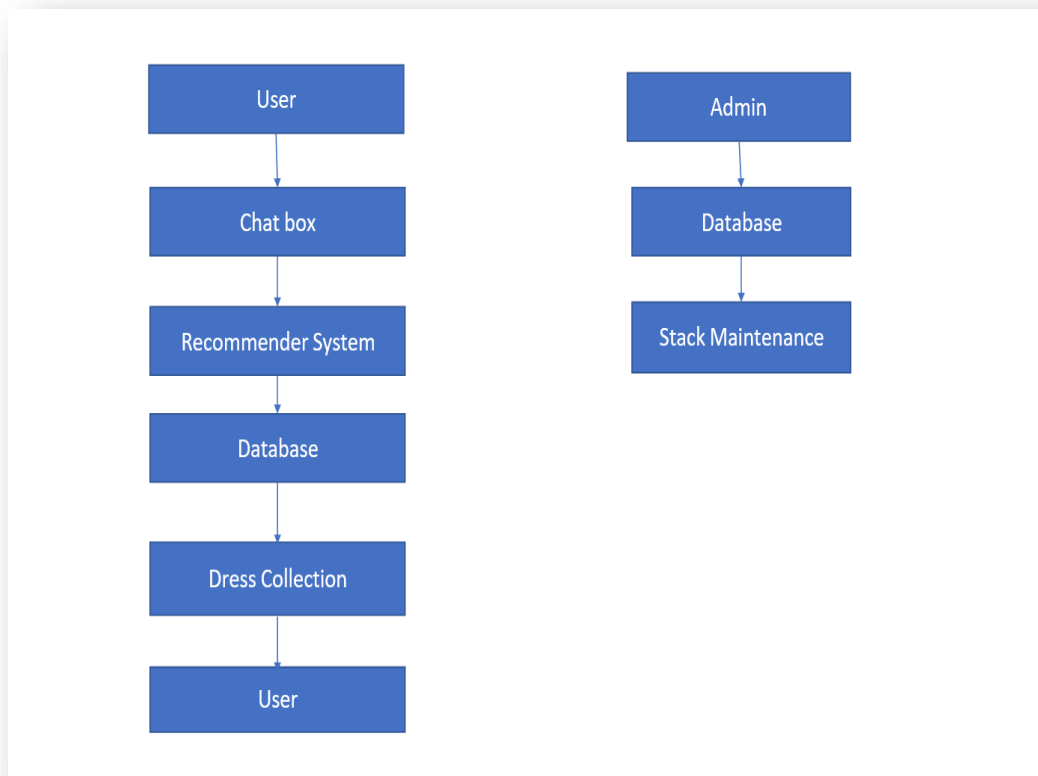 User
Chat box
Recommender System
Database
Dress Collection
User
Admin
Database
Stack Maintenance